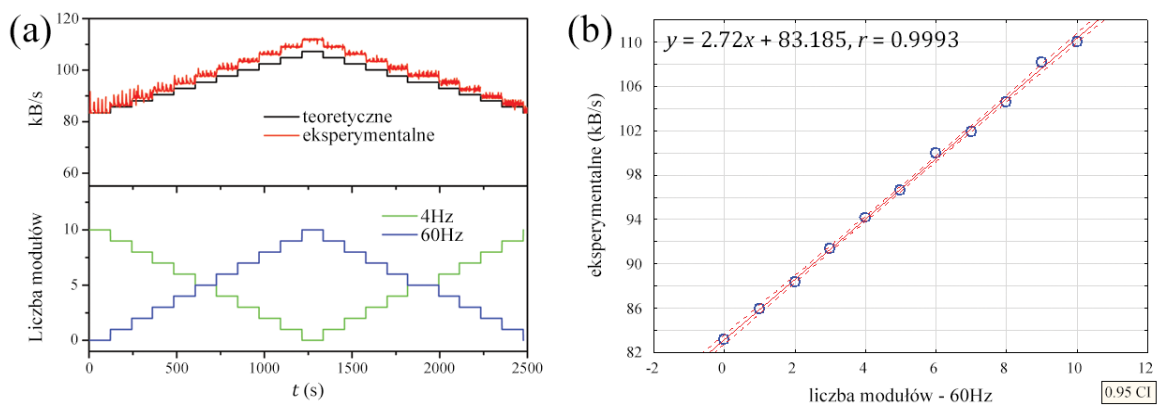 (a)
120
100
80
60
kB/s
teoretyczne
eksperymentalne
10
5
0
Liczba modułów
4Hz
60Hz
0 500 1000 1500 2000 2500
t (s)
(b)
y = 2.72x + 83.185, r = 0.9993
110
106
102
98
94
90
86
82
eksperymentalne (kB/s)
-2 0 2 4 6 8 10 12
liczba modułów - 60Hz
0.95 CI